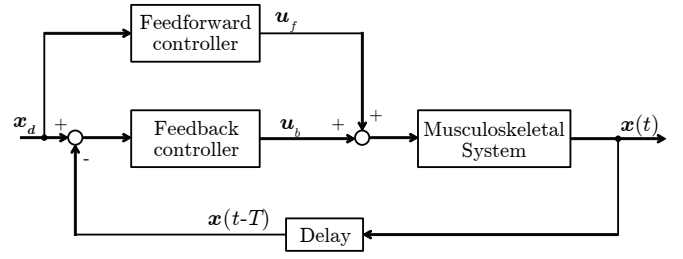 Feedforward
controller
u_f
x_d
+
-
Feedback
controller
u_b
+
+
Musculoskeletal
System
x(t)
x(t-T)
Delay